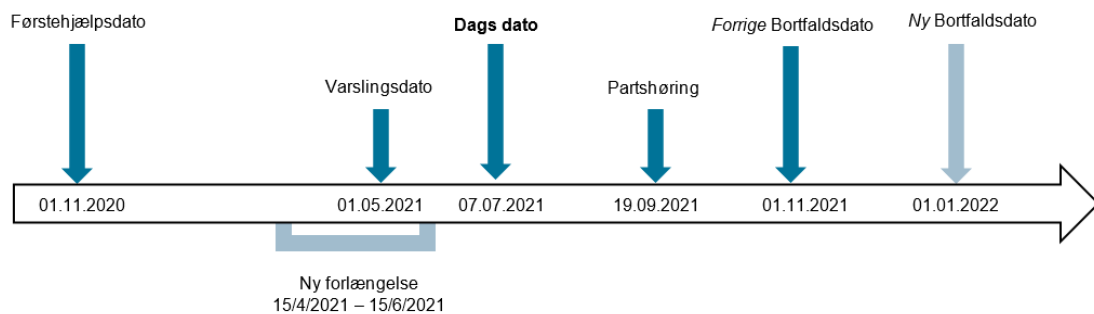 Førstehjælpsdato
Dags dato
Forrige Bortfaldsdato
Ny Bortfaldsdato
Varslingsdato
Partshøring
01.11.2020
01.05.2021
07.07.2021
19.09.2021
01.11.2021
01.01.2022
Ny forlængelse
15/4/2021 – 15/6/2021